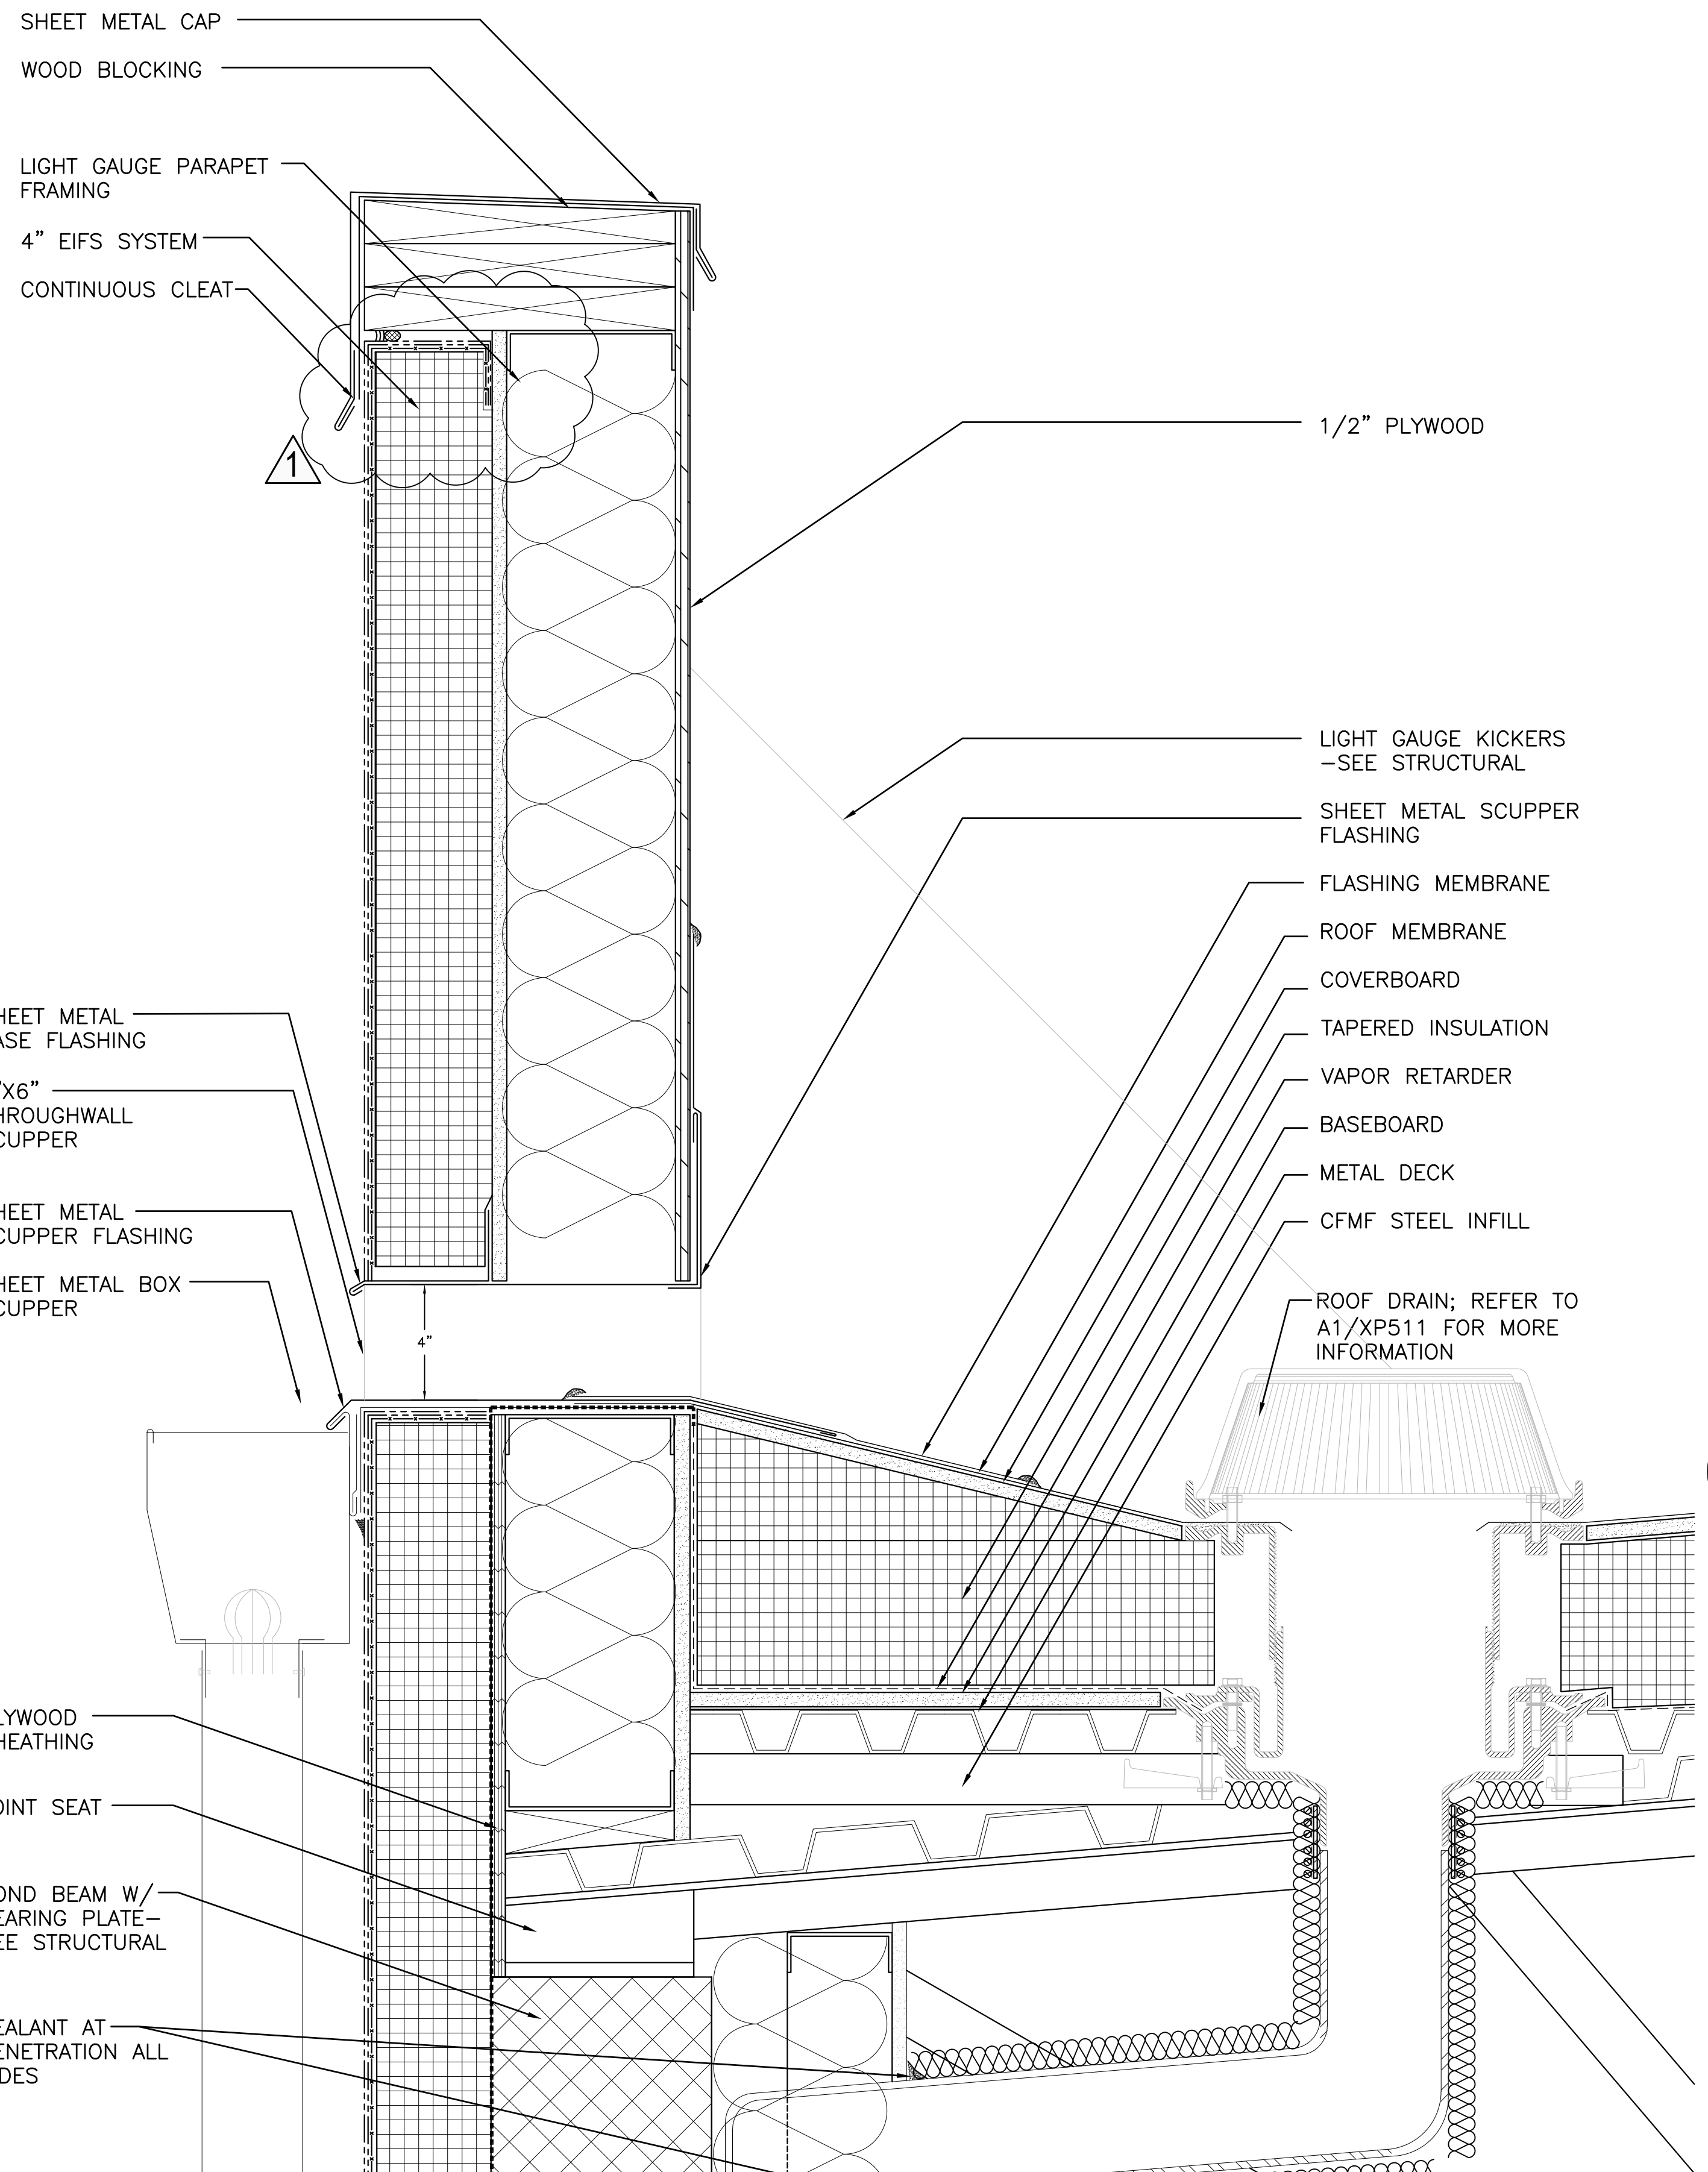 SHEET METAL CAP
WOOD BLOCKING
LIGHT GAUGE PARAPET
FRAMING
4” EIFS SYSTEM
CONTINUOUS CLEAT
1
1/2” PLYWOOD
LIGHT GAUGE KICKERS
–SEE STRUCTURAL
SHEET METAL SCUPPER
FLASHING
FLASHING MEMBRANE
ROOF MEMBRANE
COVERBOARD
TAPERED INSULATION
VAPOR RETARDER
BASEBOARD
METAL DECK
CFMF STEEL INFILL
ROOF DRAIN; REFER TO
A1/XP511 FOR MORE
INFORMATION
HEET METAL
ASE FLASHING
”X6”
HROUGHWALL
CUPPER
HEET METAL
CUPPER FLASHING
HEET METAL BOX
CUPPER
4”
LYWOOD
HEATHING
OINT SEAT
OND BEAM W/
EARING PLATE–
EE STRUCTURAL
EALANT AT
ENETRATION ALL
IDES